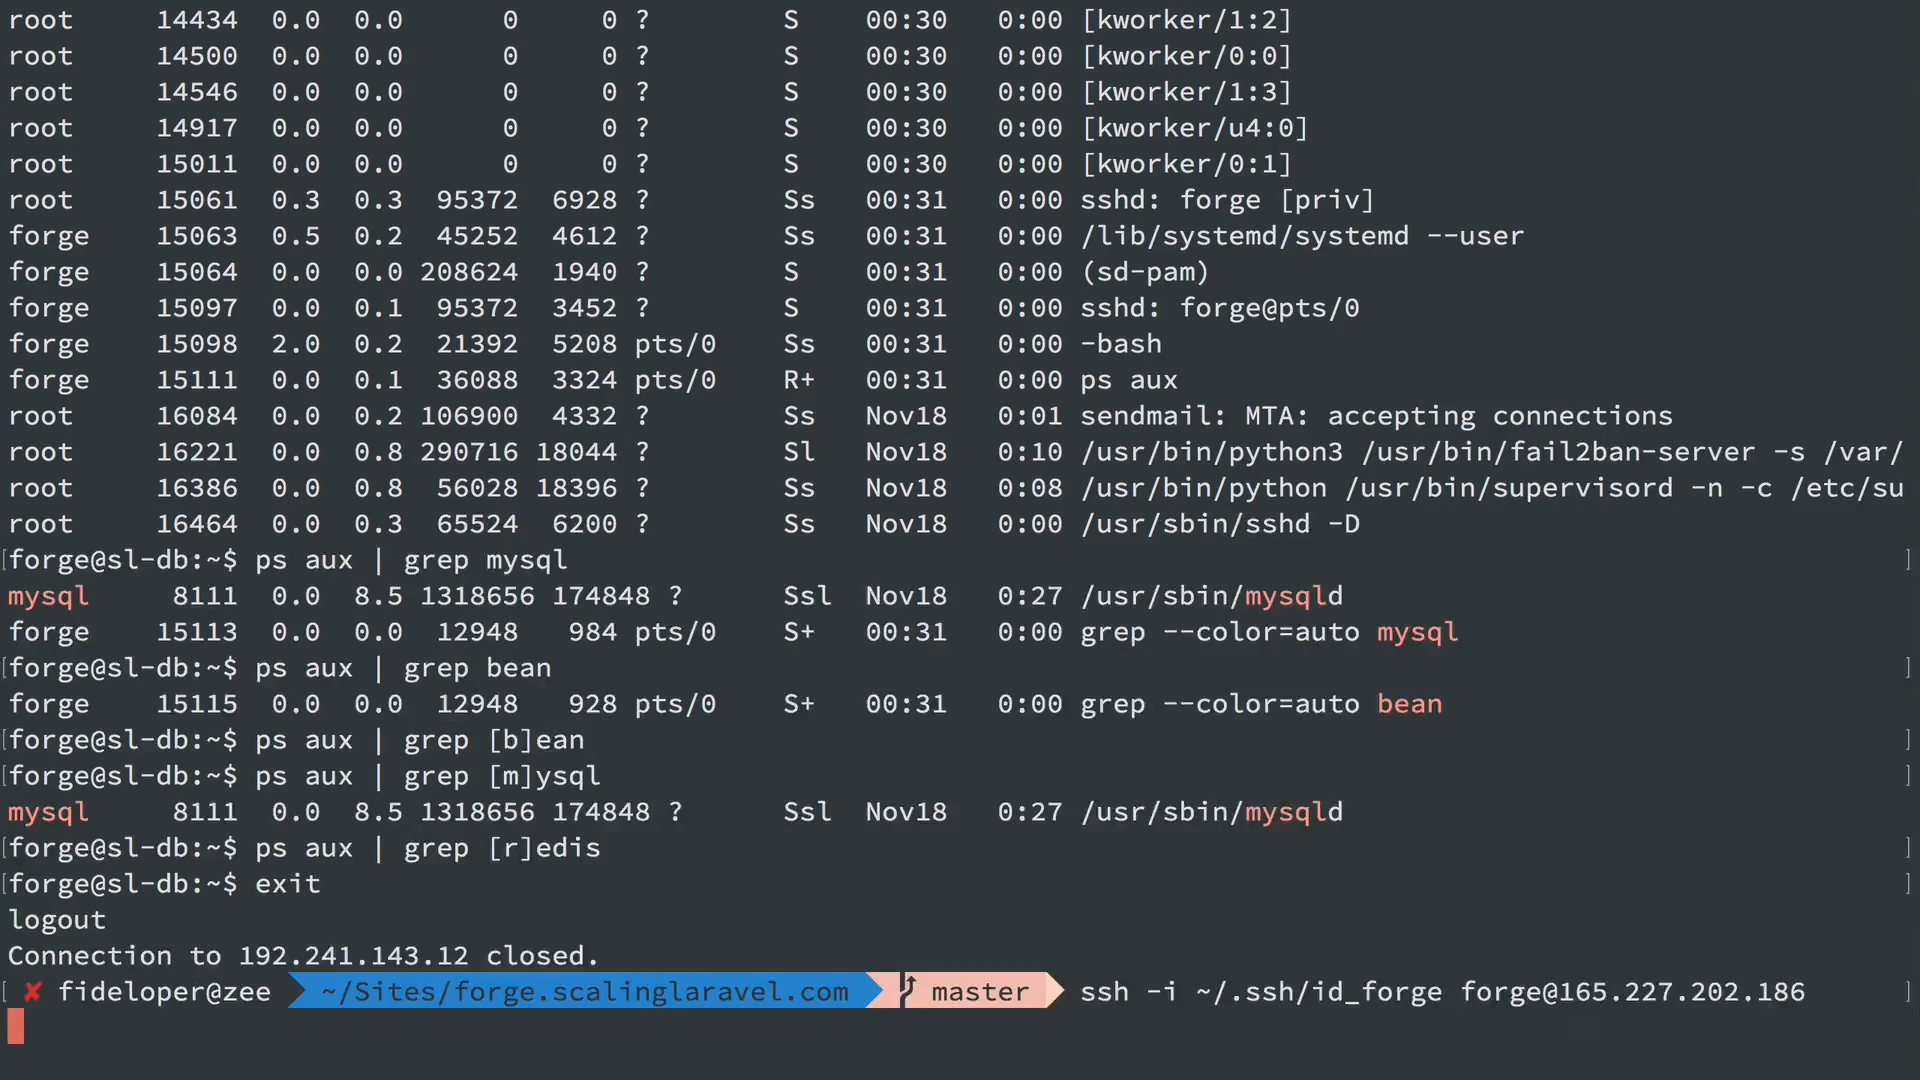 root 14434 0.0 0.0 0 0 ? S 00:30 0:00 [kworker/1:2]
root 14500 0.0 0.0 0 0 ? S 00:30 0:00 [kworker/0:0]
root 14546 0.0 0.0 0 0 ? S 00:30 0:00 [kworker/1:3]
root 14917 0.0 0.0 0 0 ? S 00:30 0:00 [kworker/u4:0]
root 15011 0.0 0.0 0 0 ? S 00:30 0:00 [kworker/0:1]
root 15061 0.3 0.3 95372 6928 ? Ss 00:31 0:00 sshd: forge [priv]
forge 15063 0.5 0.2 45252 4612 ? Ss 00:31 0:00 /lib/systemd/systemd --user
forge 15064 0.0 0.0 208624 1940 ? S 00:31 0:00 (sd-pam)
forge 15097 0.0 0.1 95372 3452 ? S 00:31 0:00 sshd: forge@pts/0
forge 15098 2.0 0.2 21392 5208 pts/0 Ss 00:31 0:00 -bash
forge 15111 0.0 0.1 36088 3324 pts/0 R+ 00:31 0:00 ps aux
root 16084 0.0 0.2 106900 4332 ? Ss Nov18 0:01 sendmail: MTA: accepting connections
root 16221 0.0 0.8 290716 18044 ? Sl Nov18 0:10 /usr/bin/python3 /usr/bin/fail2ban-server -s /var/
root 16386 0.0 0.8 56028 18396 ? Ss Nov18 0:08 /usr/bin/python /usr/bin/supervisord -n -c /etc/su
root 16464 0.0 0.3 65524 6200 ? Ss Nov18 0:00 /usr/sbin/sshd -D
[forge@sl-db:~$ ps aux | grep mysql ]
mysql 8111 0.0 8.5 1318656 174848 ? Ssl Nov18 0:27 /usr/sbin/mysqld
forge 15113 0.0 0.0 12948 984 pts/0 S+ 00:31 0:00 grep --color=auto mysql
[forge@sl-db:~$ ps aux | grep bean ]
forge 15115 0.0 0.0 12948 928 pts/0 S+ 00:31 0:00 grep --color=auto bean
[forge@sl-db:~$ ps aux | grep [b]ean ]
[forge@sl-db:~$ ps aux | grep [m]ysql ]
mysql 8111 0.0 8.5 1318656 174848 ? Ssl Nov18 0:27 /usr/sbin/mysqld
[forge@sl-db:~$ ps aux | grep [r]edis ]
[forge@sl-db:~$ exit ]
logout
Connection to 192.241.143.12 closed.
[ ✘ fideloper@zee ~/Sites/forge.scalinglaravel.com master ssh -i ~/.ssh/id_forge forge@165.227.202.186 ]